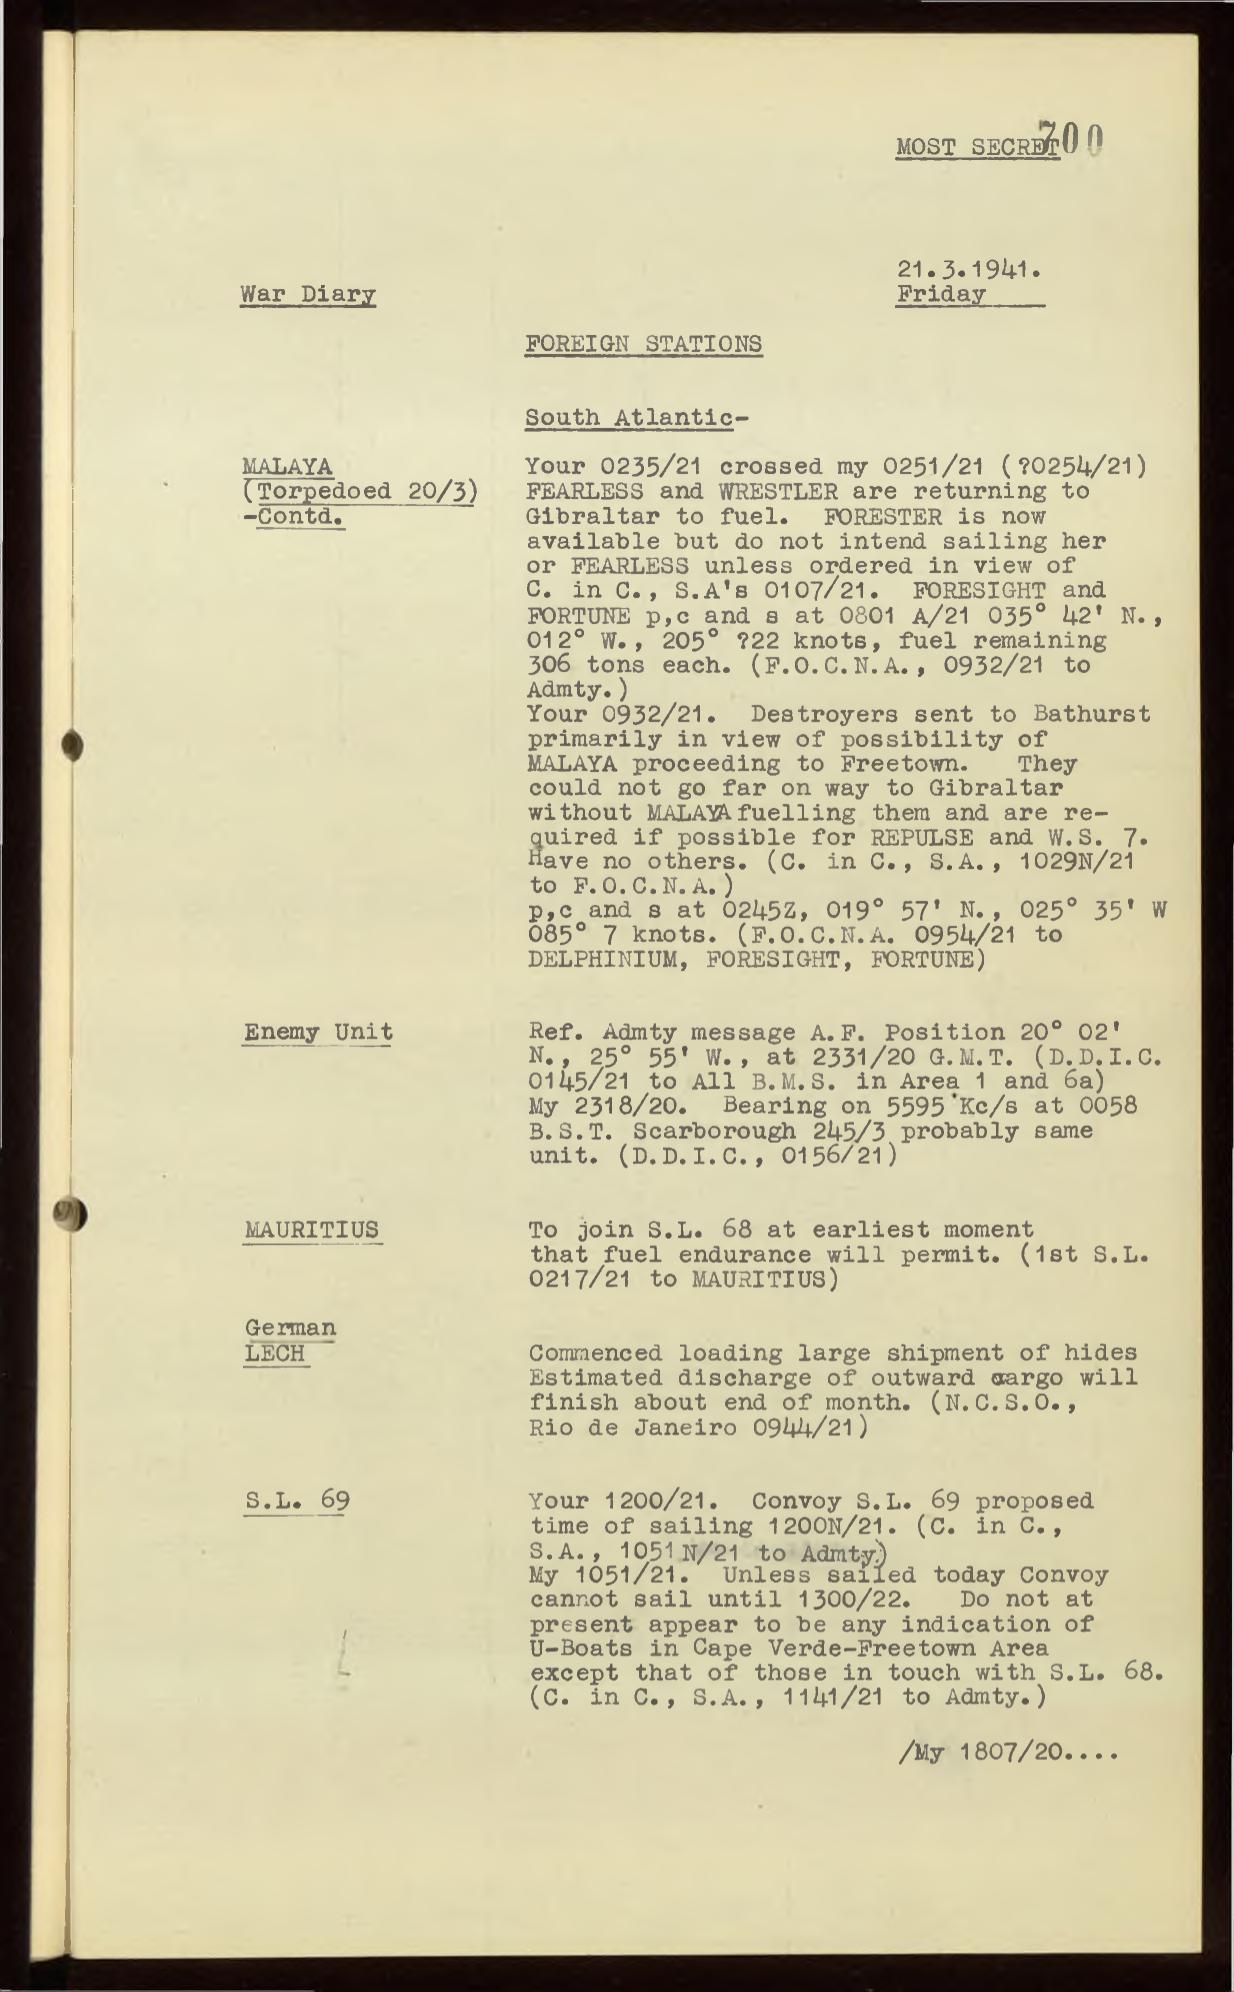 MOST SECRET 700
21.3.1941.
War Diary
Friday
FOREIGN STATIONS
South Atlantic-
MALAYA
(Torpedoed 20/3)
-Contd.
Your 0235/21 crossed my 0251/21 (?0254/21)
FEARLESS and WRESTLER are returning to
Gibraltar to fuel. FORESTER is now
available but do not intend sailing her
or FEARLESS unless ordered in view of
C. in C., S.A's 0107/21. FORESIGHT and
FORTUNE p,c and s at 0801 A/21 035° 42' N.,
012° W., 205° ?22 knots, fuel remaining
306 tons each. (F.O.C.N.A., 0932/21 to
Admty.)
Your 0932/21. Destroyers sent to Bathurst
primarily in view of possibility of
MALAYA proceeding to Freetown. They
could not go far on way to Gibraltar
without MALAYA fuelling them and are re-
quired if possible for REPULSE and W.S. 7.
Have no others. (C. in C., S.A., 1029N/21
to F.O.C.N.A.)
p,c and s at 0245Z, 019° 57' N., 025° 35' W
085° 7 knots. (F.O.C.N.A. 0954/21 to
DELPHINIUM, FORESIGHT, FORTUNE)
Enemy Unit
Ref. Admty message A.F. Position 20° 02'
N., 25° 55' W., at 2331/20 G.M.T. (D.D.I.C.
0145/21 to All B.M.S. in Area 1 and 6a)
My 2318/20. Bearing on 5595 Kc/s at 0058
B.S.T. Scarborough 245/3 probably same
unit. (D.D.I.C., 0156/21)
MAURITIUS
To join S.L. 68 at earliest moment
that fuel endurance will permit. (1st S.L.
0217/21 to MAURITIUS)
German
LECH
Commenced loading large shipment of hides
Estimated discharge of outward cargo will
finish about end of month. (N.C.S.O.,
Rio de Janeiro 0944/21)
S.L. 69
Your 1200/21. Convoy S.L. 69 proposed
time of sailing 1200N/21. (C. in C.,
S.A., 1051N/21 to Admty.)
My 1051/21. Unless sailed today Convoy
cannot sail until 1300/22. Do not at
present appear to be any indication of
U-Boats in Cape Verde-Freetown Area
except that of those in touch with S.L. 68.
(C. in C., S.A., 1141/21 to Admty.)
/My 1807/20....